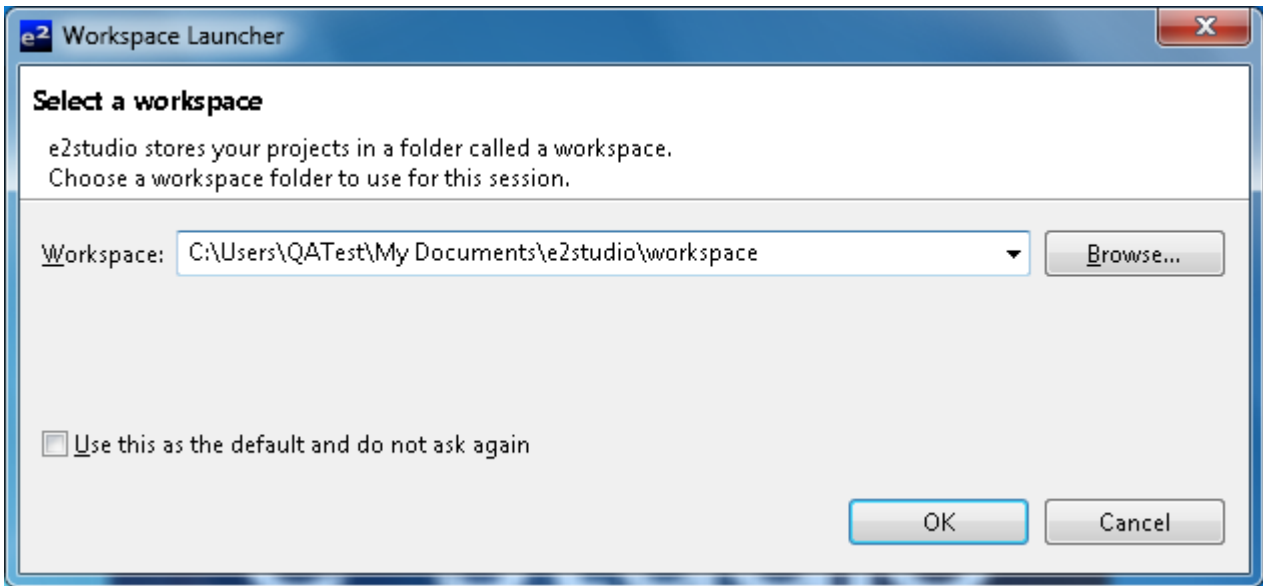 e2 Workspace Launcher
Select a workspace
e2studio stores your projects in a folder called a workspace.
Choose a workspace folder to use for this session.
Workspace: C:\Users\QATest\My Documents\e2studio\workspace Browse...
Use this as the default and do not ask again
OK Cancel